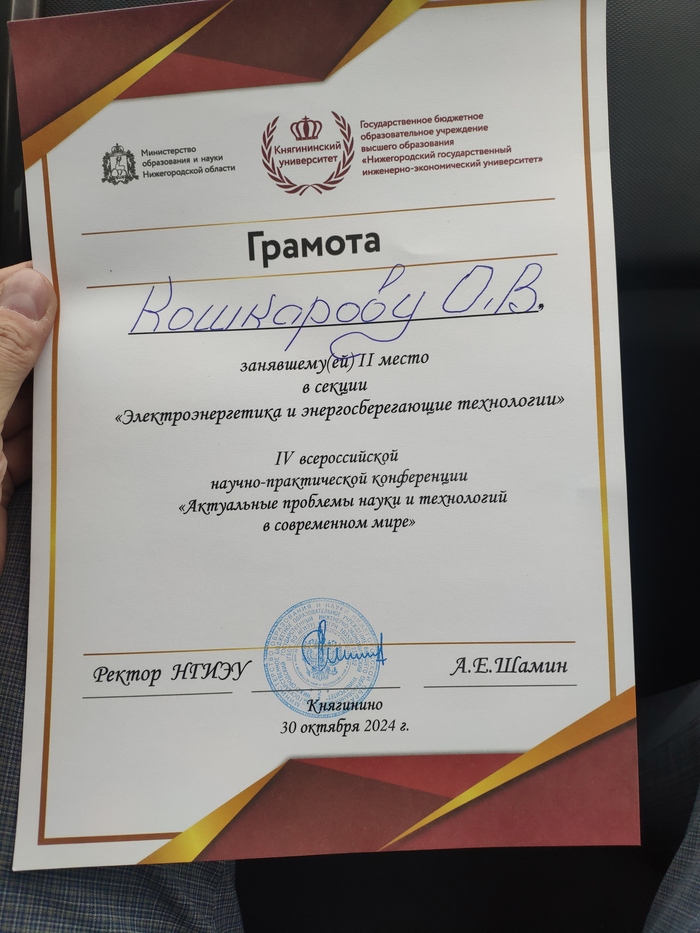 Министерство
образования и науки
Нижегородской области
Княгининский
университет
Государственное бюджетное
образовательное учреждение
высшего образования
«Нижегородский государственный
инженерно-экономический университет»
Грамота
Кошкарову О.В.
занявшему(ей) II место
в секции
«Электроэнергетика и энергосберегающие технологии»
IV всероссийской
научно-практической конференции
«Актуальные проблемы науки и технологий
в современном мире»
Ректор НГИЭУ
А.Е.Шамин
Княгинино
30 октября 2024 г.